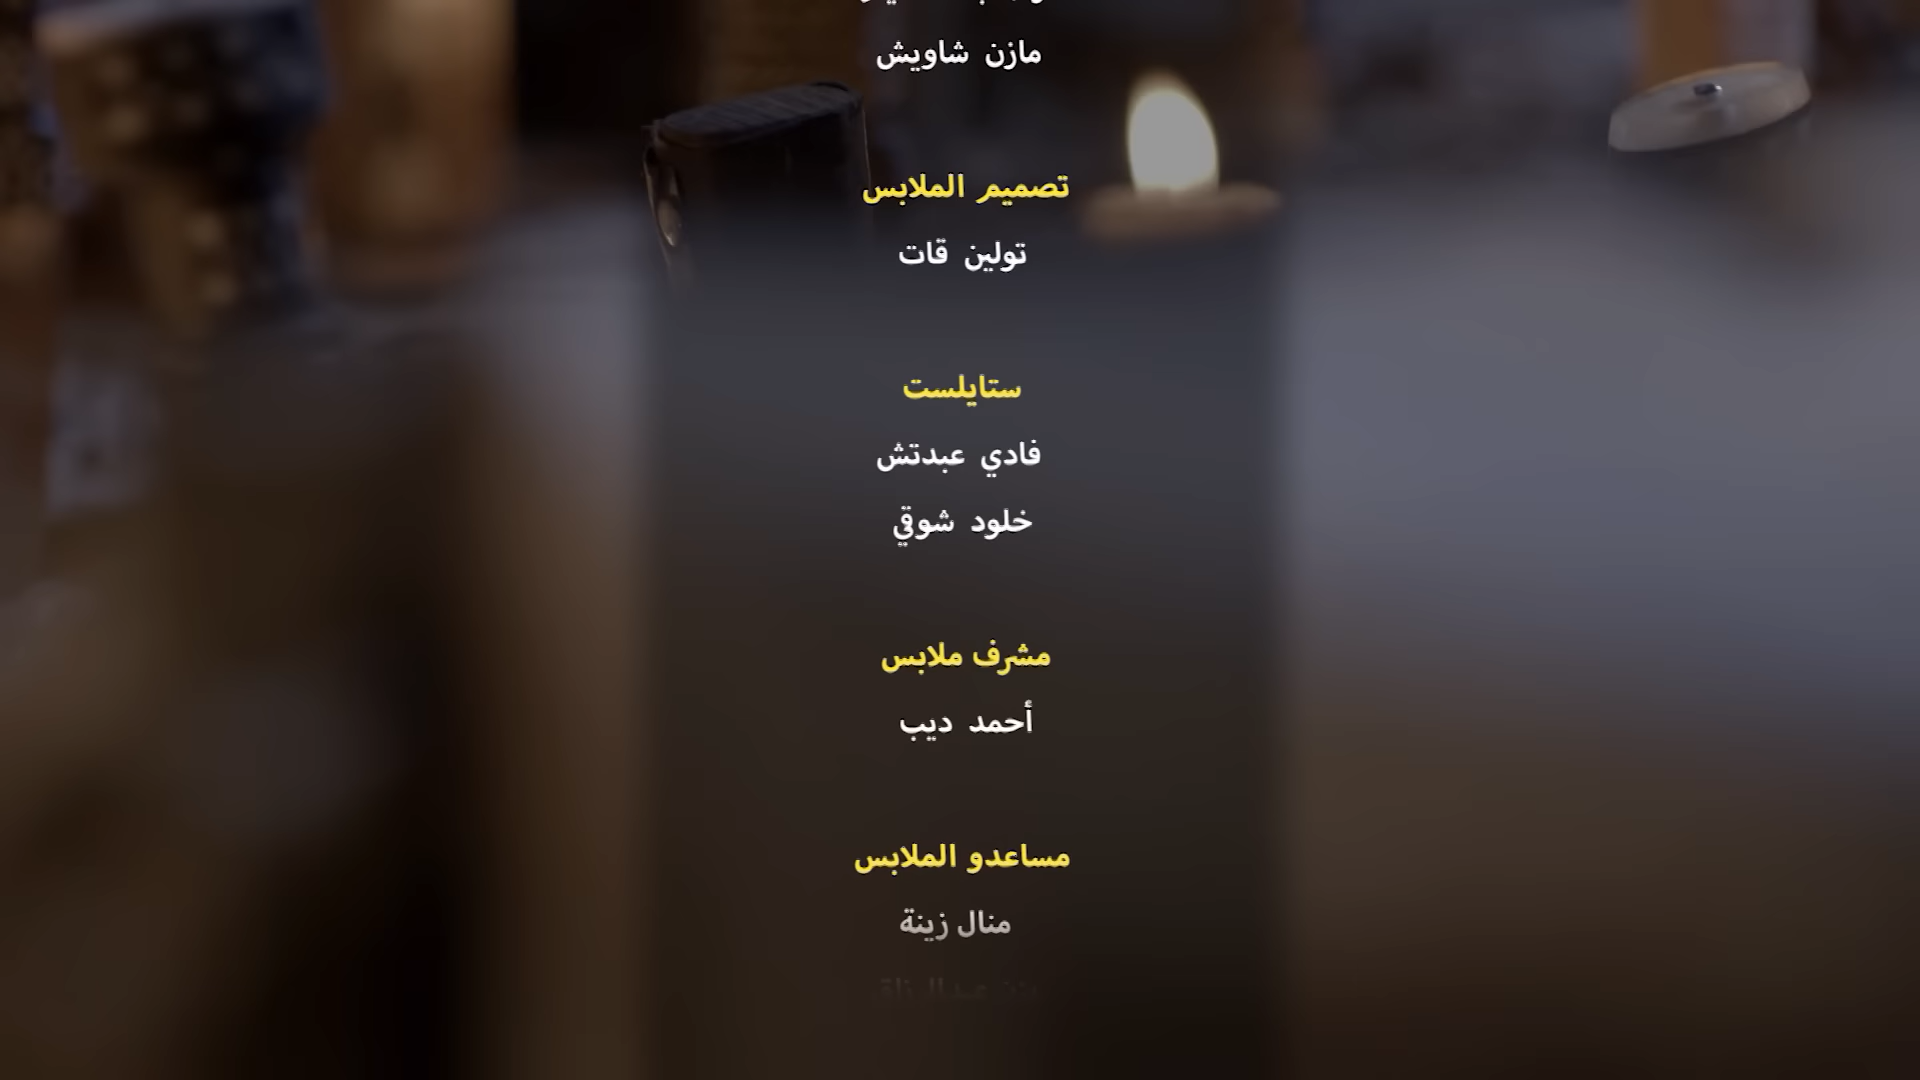 مازن شاويش
تصميم الملابس
تولين قات
ستايلست
فادي عبدتش
خلود شوقي
مشرف ملابس
أحمد ديب
مساعدو الملابس
منال زينة